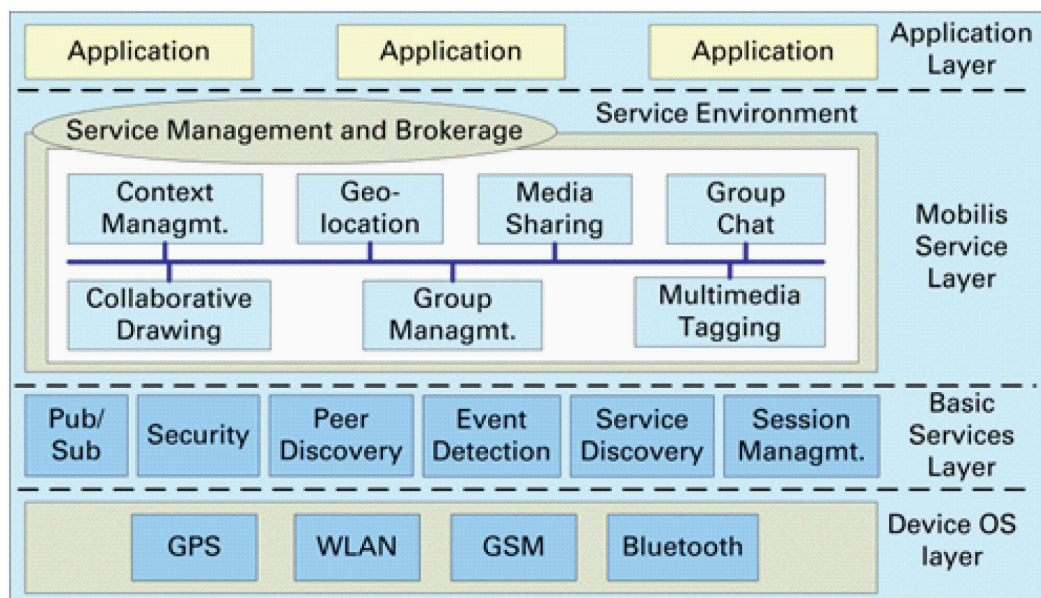 Application
Application
Application
Application
Layer
Service Management and Brokerage
Service Environment
Context
Managmt.
Geo-
location
Media
Sharing
Group
Chat
Mobilis
Service
Layer
Collaborative
Drawing
Group
Managmt.
Multimedia
Tagging
Pub/
Sub
Security
Peer
Discovery
Event
Detection
Service
Discovery
Session
Managmt.
Basic
Services
Layer
GPS
WLAN
GSM
Bluetooth
Device OS
layer